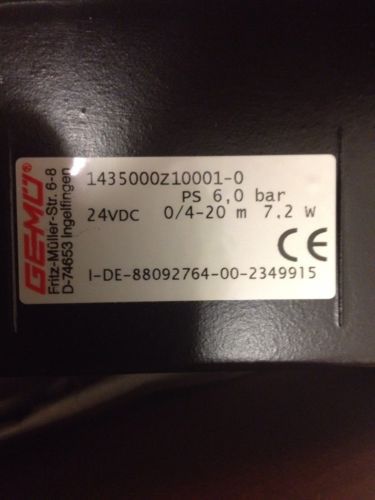 GEMÜ®
Fritz-Müller-Str. 6-8
D-74653 Ingelfingen
1435000Z10001-0
PS 6,0 bar
24VDC 0/4-20 m 7.2 W
CE
I-DE-88092764-00-2349915